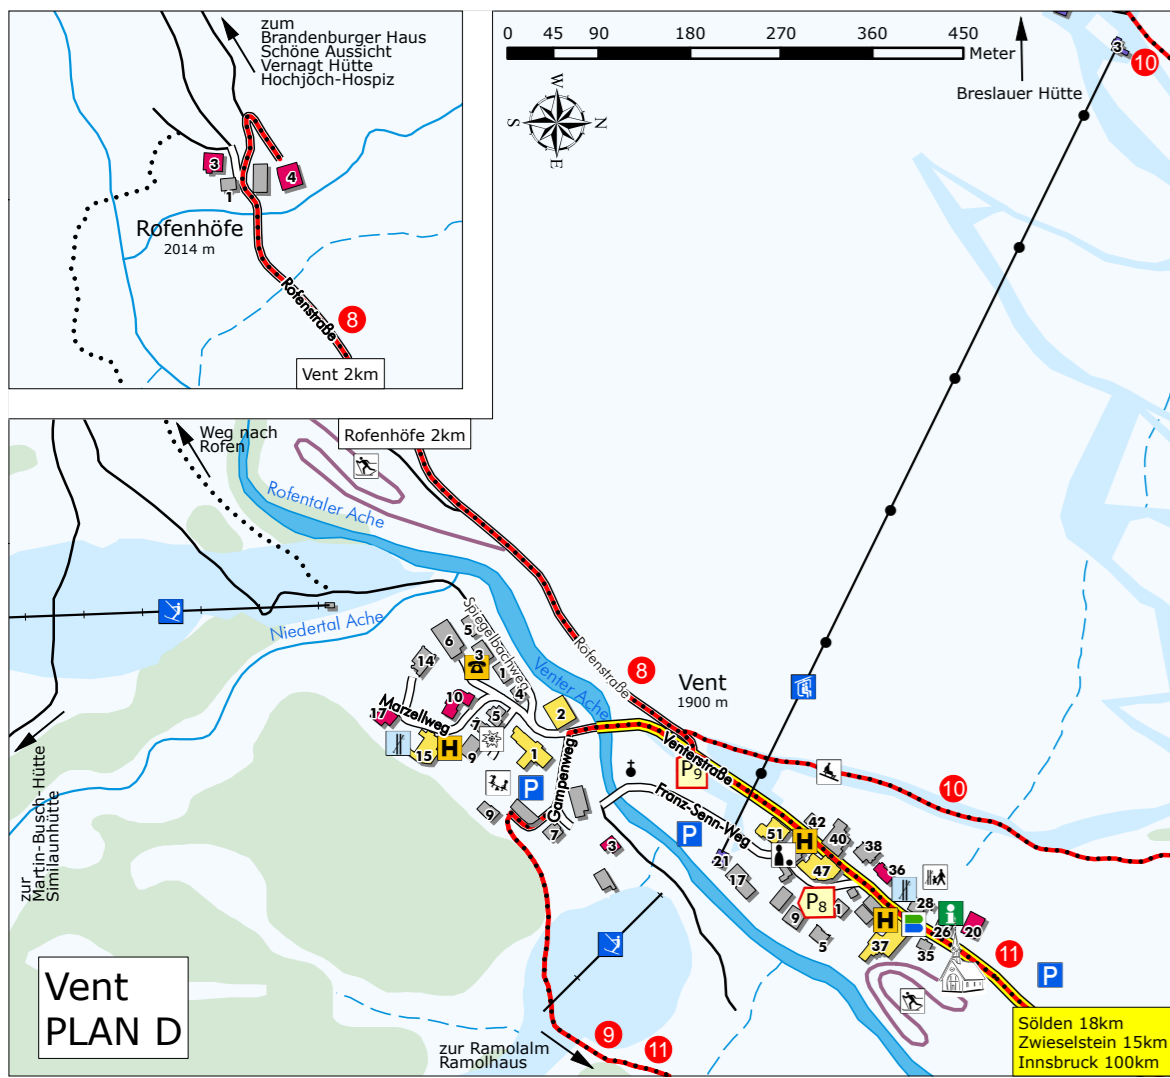 zum
Brandenburger Haus
Schöne Aussicht
Vernagt Hütte
Hochjoch-Hospiz
3
4
1
Rofenhöfe
2014 m
Rofenstraße
8
Vent 2km
0 45 90 180 270 360 450
Meter
W
S
N
E
Breslauer Hütte
3
10
Weg nach
Rofen
Rofenhöfe 2km
Rofentaler Ache
Niedertal Ache
Spiegelbachweg
Venter Ache
Rofenstraße
8
Vent
1900 m
5
6
3
14
1
4
10
17
Marzellweg
7
5
2
15
H
9
1
P
Gampenweg
9
7
3
P9
Venterstraße
Franz-Senn-Weg
10
P
21
17
51
42
40
H
38
47
36
P8
1
9
5
28
H
B
i
26
20
37
35
11
P
zur
Martin-Busch-Hütte
Similaunhütte
Vent
PLAN D
zur Ramolalm
Ramolhaus
9
11
Sölden 18km
Zwieselstein 15km
Innsbruck 100km